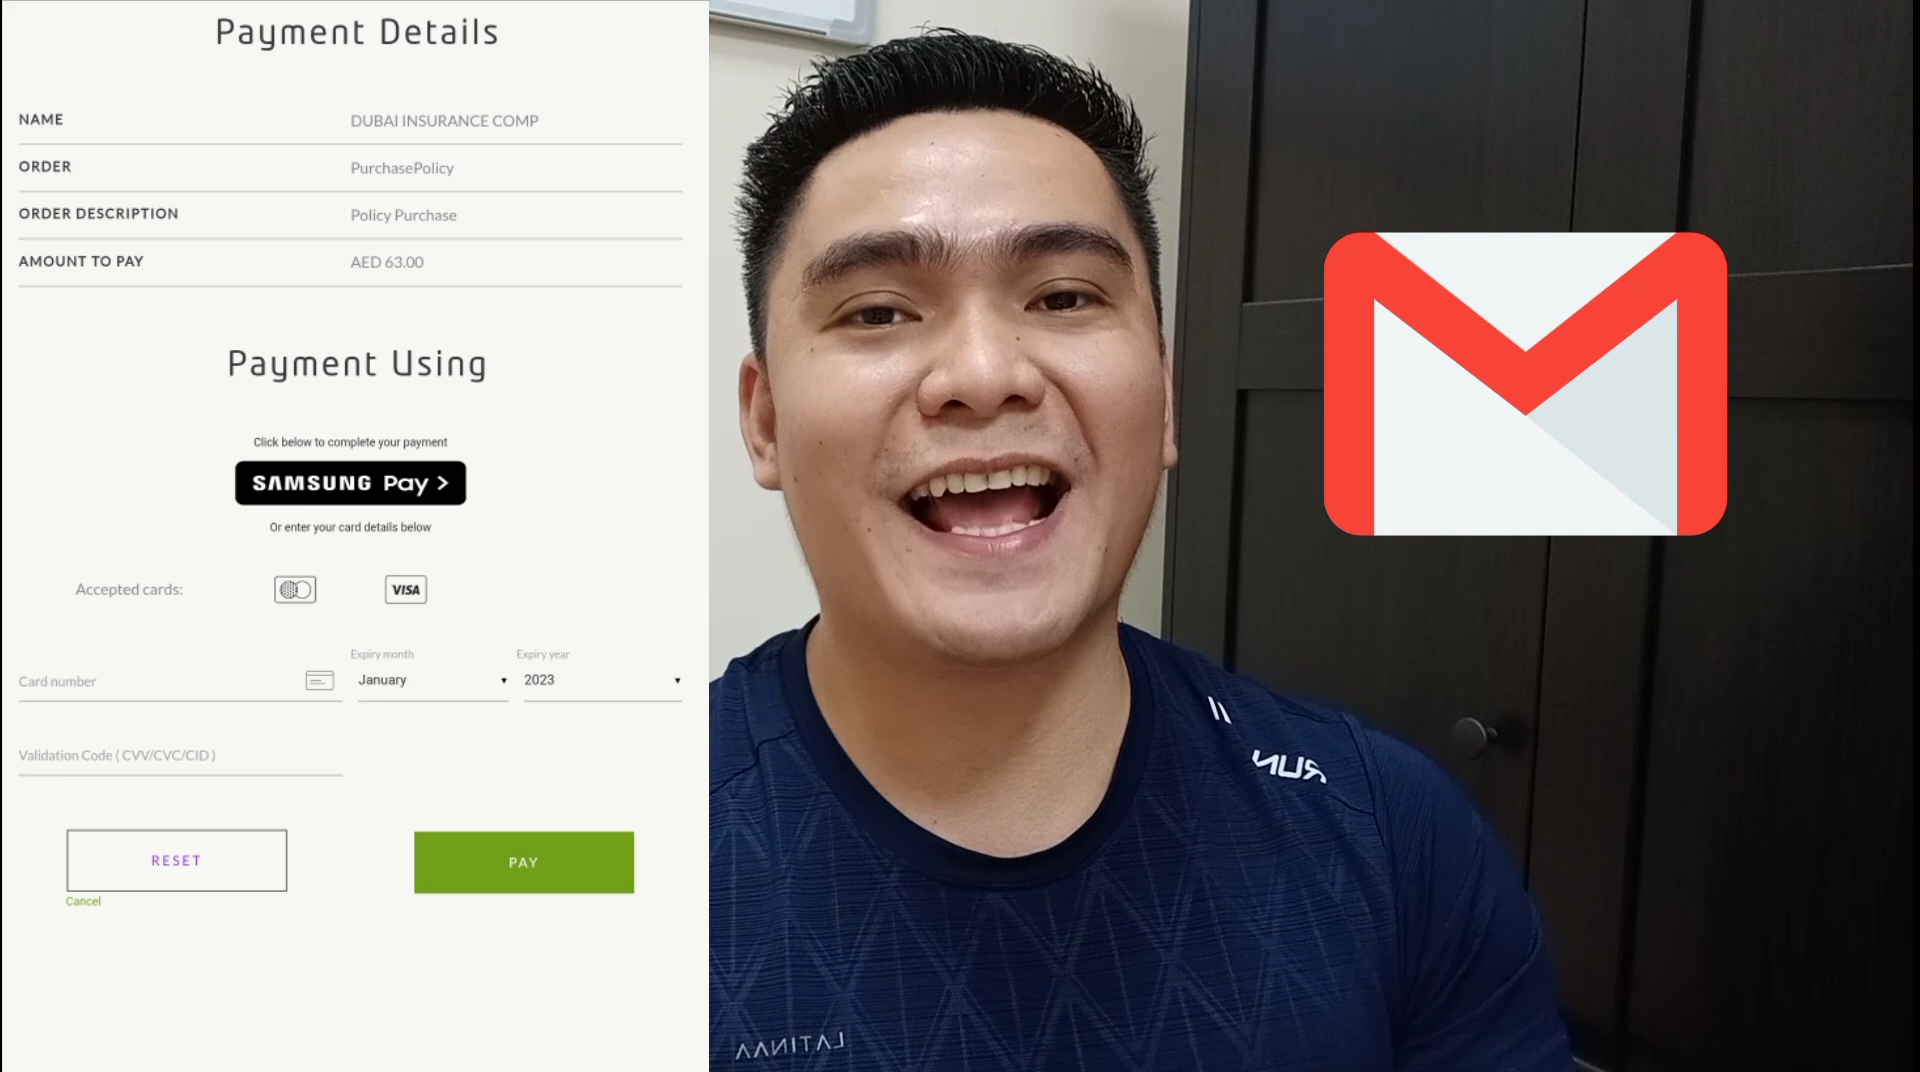 Payment Details
NAME DUBAI INSURANCE COMP
ORDER PurchasePolicy
ORDER DESCRIPTION Policy Purchase
AMOUNT TO PAY AED 63.00
Payment Using
Click below to complete your payment
SAMSUNG Pay >
Or enter your card details below
Accepted cards: VISA
Expiry month Expiry year
Card number January 2023
Validation Code ( CVV/CVC/CID )
RESET PAY
Cancel
RUN
LATINAA